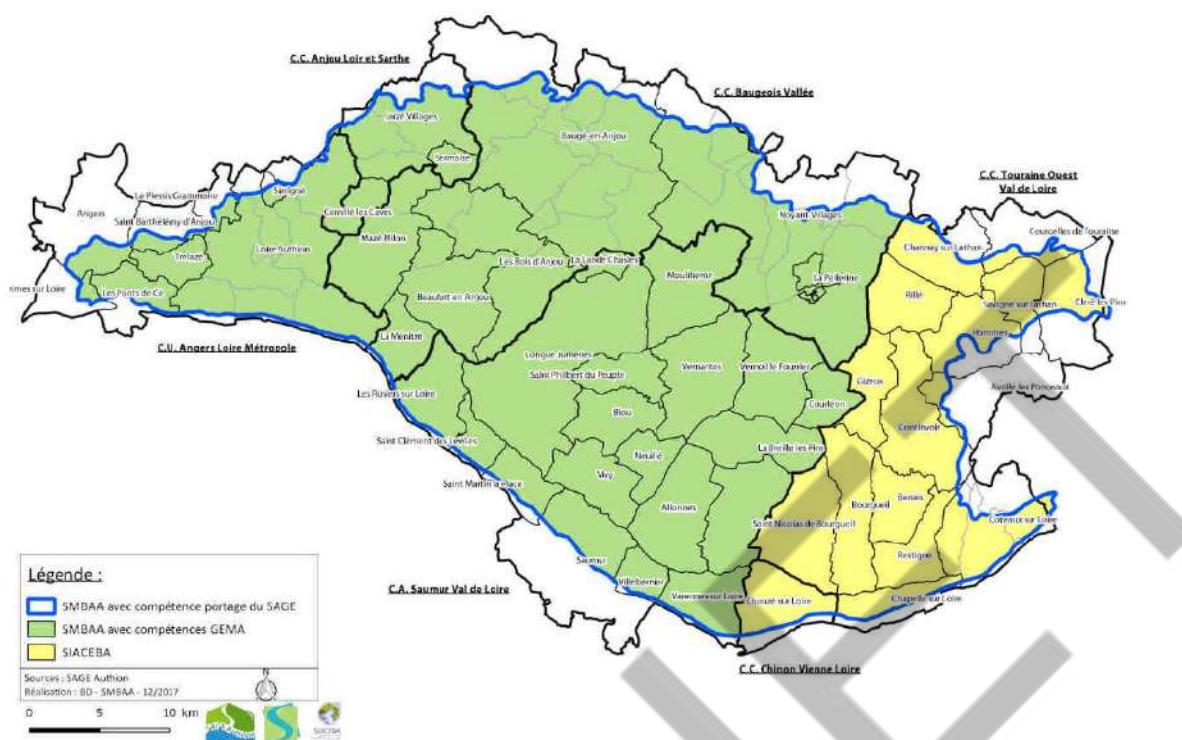 C.C. Anjou Loir et Sarthe
C.C. Baugeois Vallée
Jarzé Villages
Baugé-en-Anjou
Sermaise
C.C. Touraine Ouest
Val de Loire
Le Plessis Grammoire
Sarrigné
Angers
Saint Barthélemy d'Anjou
Cornillé les Caves
Noyant-Villages
Courcelles de Touraine
Mazé Milon
Loire Authion
Channay sur Lathan
Trélazé
Les Bois d'Anjou
La Lande Chasles
Mouliherne
La Pellerine
Les Ponts de Cé
Beaufort en Anjou
Rillé
Savigné sur Lathan
Cléré les Pins
Hommes
La Ménitré
C.U. Angers Loire Métropole
Longué Jumelles
Saint Philbert du Peuple
Vernantes
Vernoil le Fourrier
Gizeux
Avrillé les Ponceaux
Les Rosiers sur Loire
Blou
Courléon
Continvoir
Saint Clément des Levées
La Breille les Pins
Neuillé
Vivy
Saint Martin la Place
Allonnes
Benais
Bourgueil
Saint Nicolas de Bourgueil
Coteaux sur Loire
Restigné
Saumur
Villebernier
C.A. Saumur Val de Loire
Varennes sur Loire
Chouzé sur Loire
Chapelle sur Loire
C.C. Chinon Vienne Loire
Légende :
SMBAA avec compétence portage du SAGE
SMBAA avec compétences GEMA
SIACEBA
Sources : SAGE Authion
Réalisation : BD - SMBAA - 12/2017
N
0 5 10 km